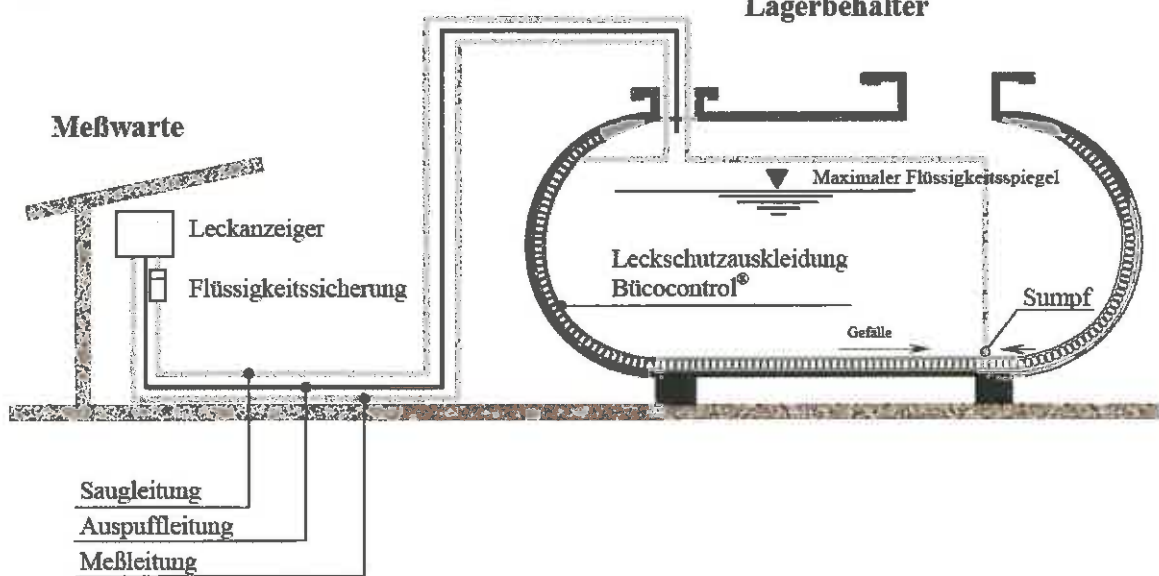 Lagerbehälter
Meßwarte
Maximaler Flüssigkeitsspiegel
Leckanzeiger
Flüssigkeitssicherung
Leckschutzauskleidung
Bücocontrol®
Sumpf
Gefälle
Saugleitung
Auspuffleitung
Meßleitung